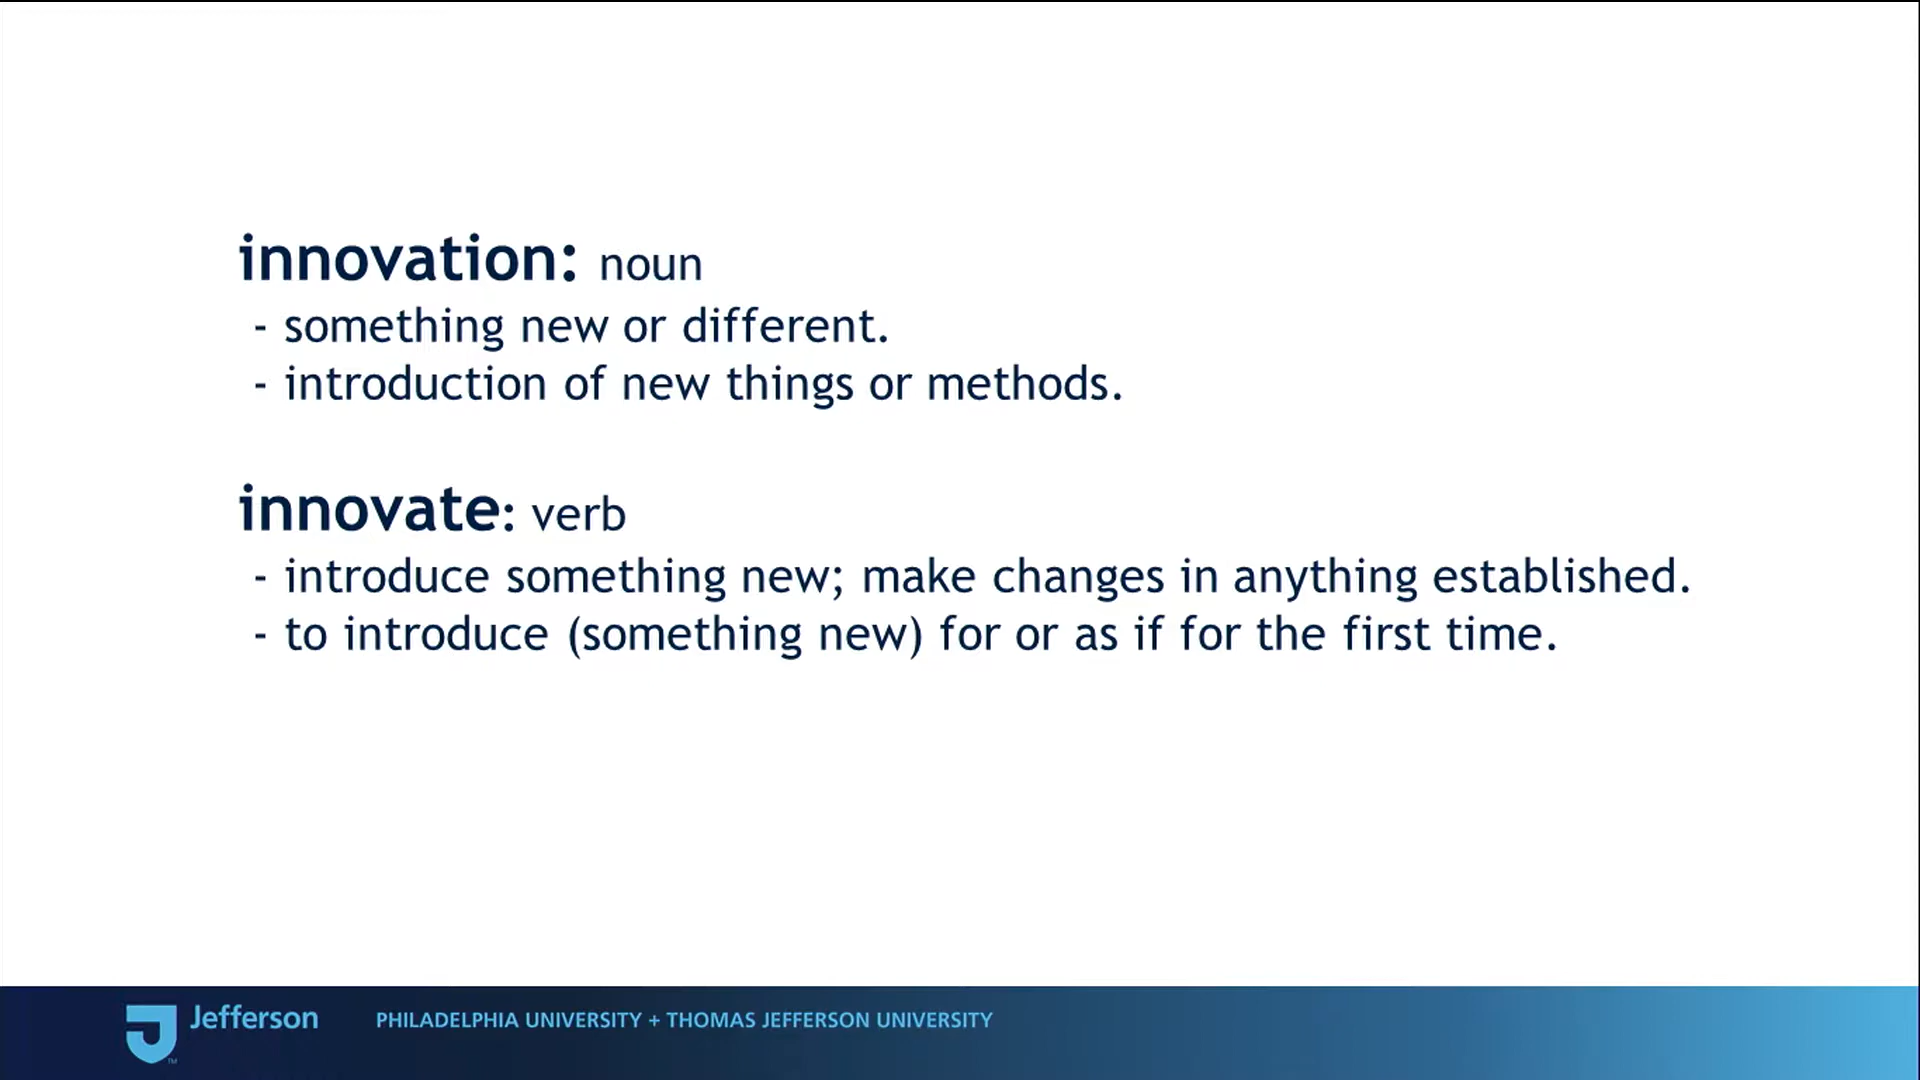 innovation: noun
- something new or different.
- introduction of new things or methods.
innovate: verb
- introduce something new; make changes in anything established.
- to introduce (something new) for or as if for the first time.
Jefferson PHILADELPHIA UNIVERSITY + THOMAS JEFFERSON UNIVERSITY
TM